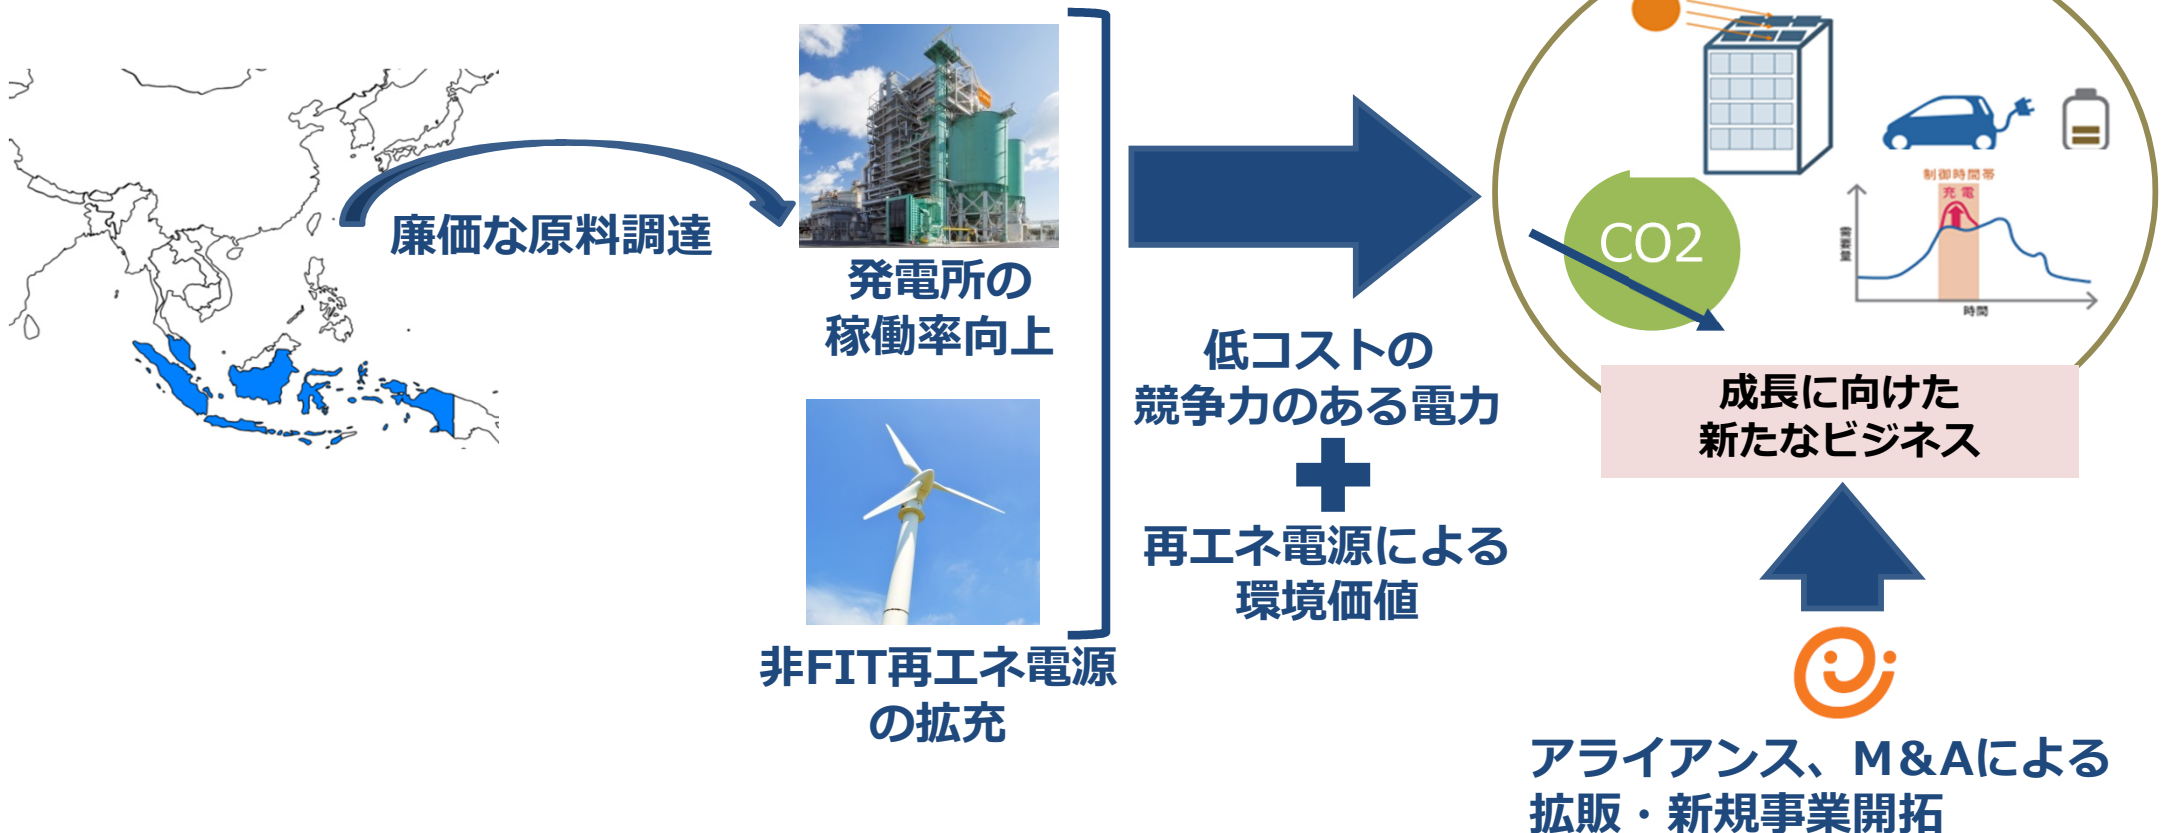 廉価な原料調達
発電所の
稼働率向上
非FIT再エネ電源
の拡充
低コストの
競争力のある電力
再エネ電源による
環境価値
CO2
制御時間帯
充電
時間
成長に向けた
新たなビジネス
アライアンス、M&Aによる
拡販・新規事業開拓